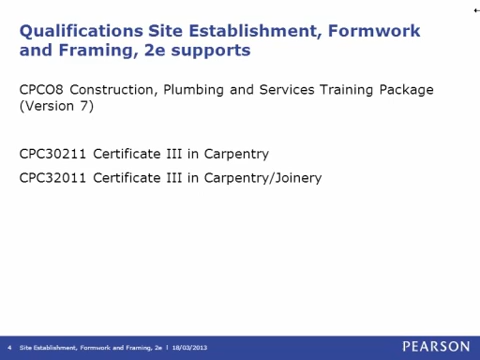 Qualifications Site Establishment, Formwork
and Framing, 2e supports
CPCO8 Construction, Plumbing and Services Training Package
(Version 7)
CPC30211 Certificate III in Carpentry
CPC32011 Certificate III in Carpentry/Joinery
4 Site Establishment, Formwork and Framing, 2e | 18/03/2013
PEARSON